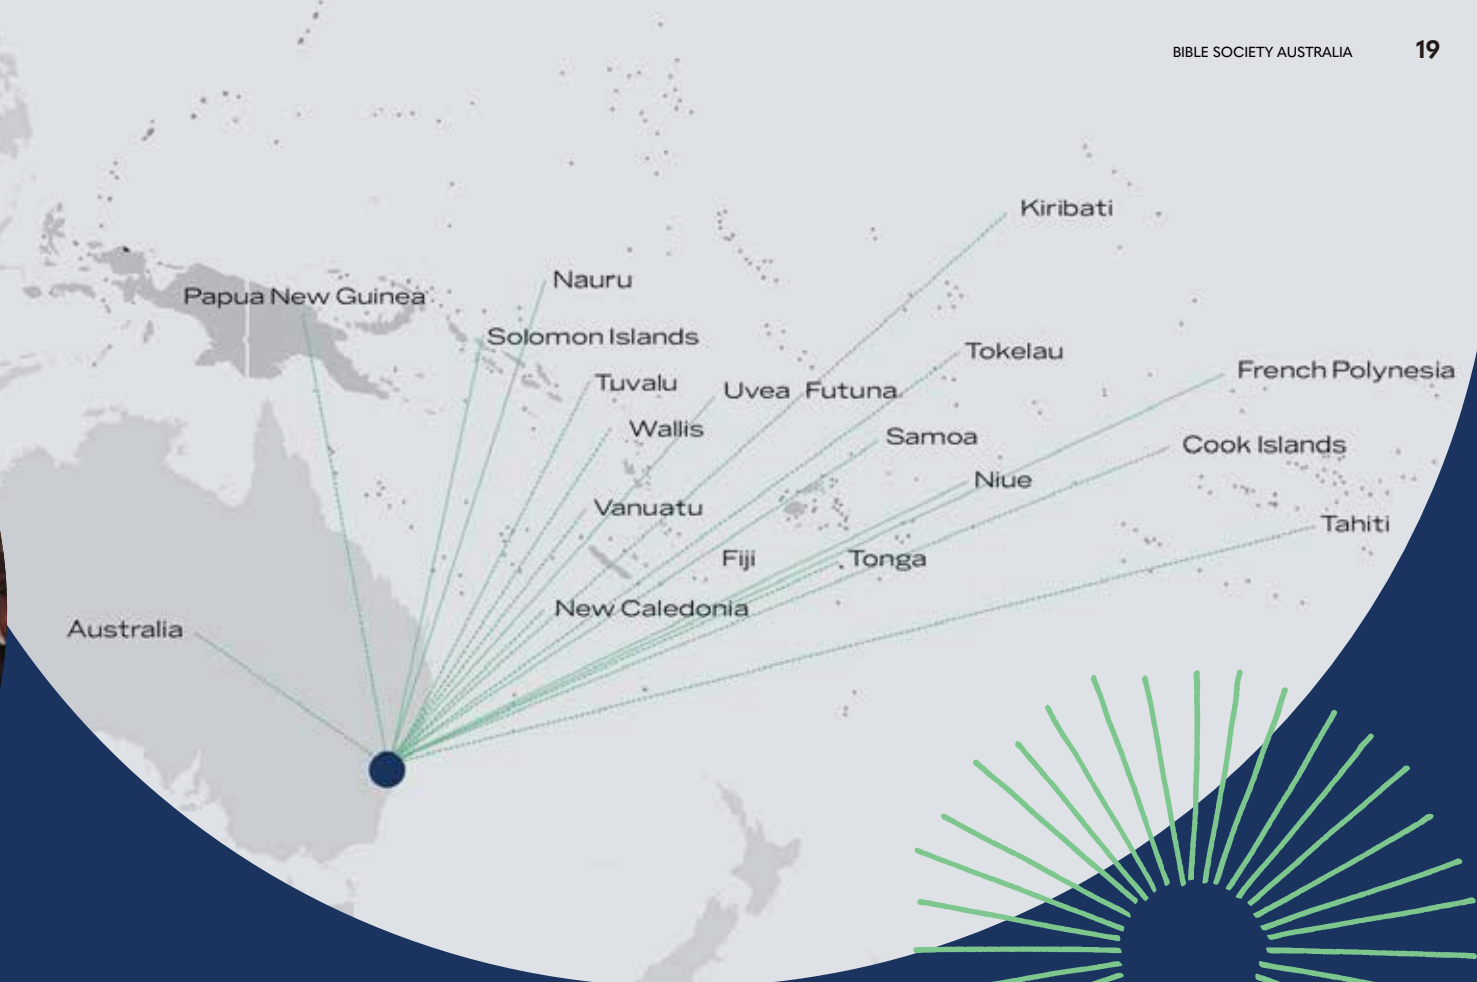 BIBLE SOCIETY AUSTRALIA 19
Kiribati
Nauru
Papua New Guinea
Solomon Islands
Tokelau
French Polynesia
Tuvalu
Uvea Futuna
Wallis
Samoa
Cook Islands
Niue
Vanuatu
Tahiti
Fiji
Tonga
New Caledonia
Australia